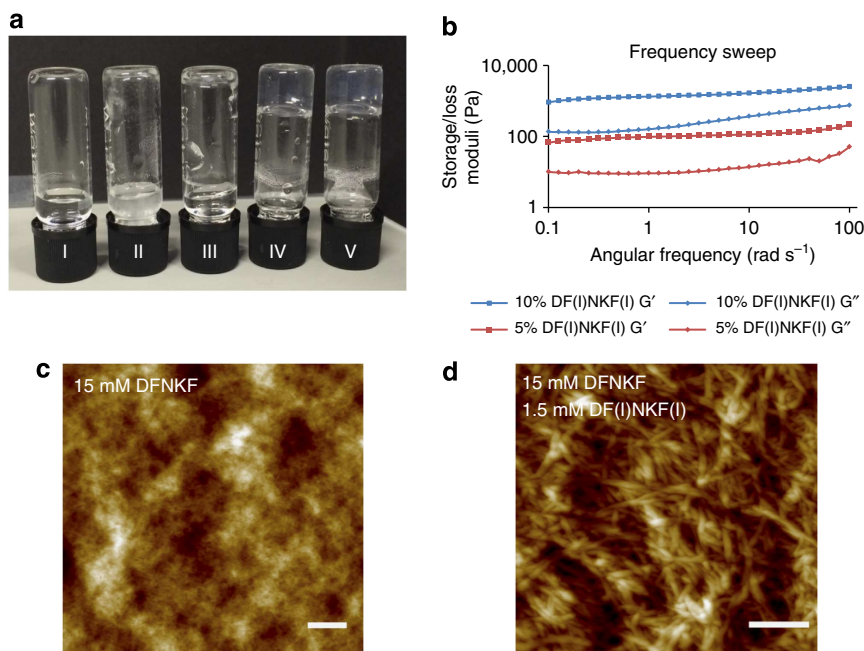 a
I II III IV V
b
Frequency sweep
Storage/loss
moduli (Pa)
10,000
100
1
0.1 1 10 100
Angular frequency (rad s⁻¹)
10% DF(I)NKF(I) G′ 10% DF(I)NKF(I) G″
5% DF(I)NKF(I) G′ 5% DF(I)NKF(I) G″
c
15 mM DFNKF
d
15 mM DFNKF
1.5 mM DF(I)NKF(I)